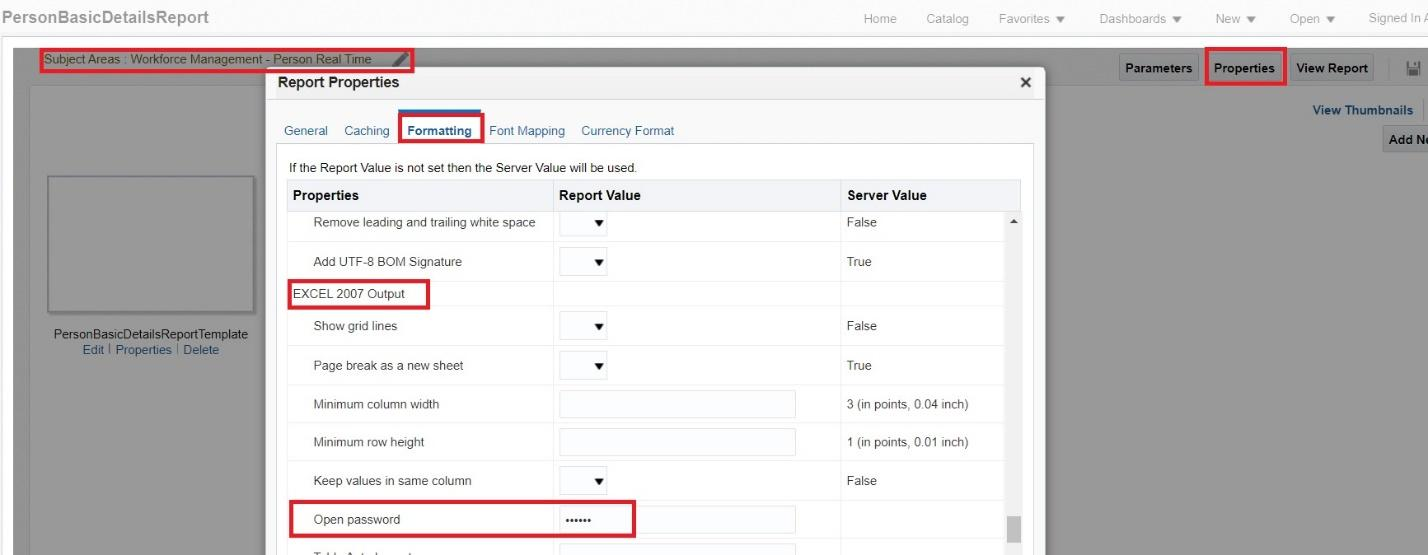 PersonBasicDetailsReport
Home Catalog Favorites Dashboards New Open Signed In A
Subject Areas : Workforce Management - Person Real Time
Parameters Properties View Report
Report Properties
View Thumbnails
General Caching Formatting Font Mapping Currency Format
Add Ne
If the Report Value is not set then the Server Value will be used.
Properties Report Value Server Value
Remove leading and trailing white space False
Add UTF-8 BOM Signature True
EXCEL 2007 Output
Show grid lines False
PersonBasicDetailsReportTemplate
Edit | Properties | Delete
Page break as a new sheet True
Minimum column width 3 (in points, 0.04 inch)
Minimum row height 1 (in points, 0.01 inch)
Keep values in same column False
Open password ••••••